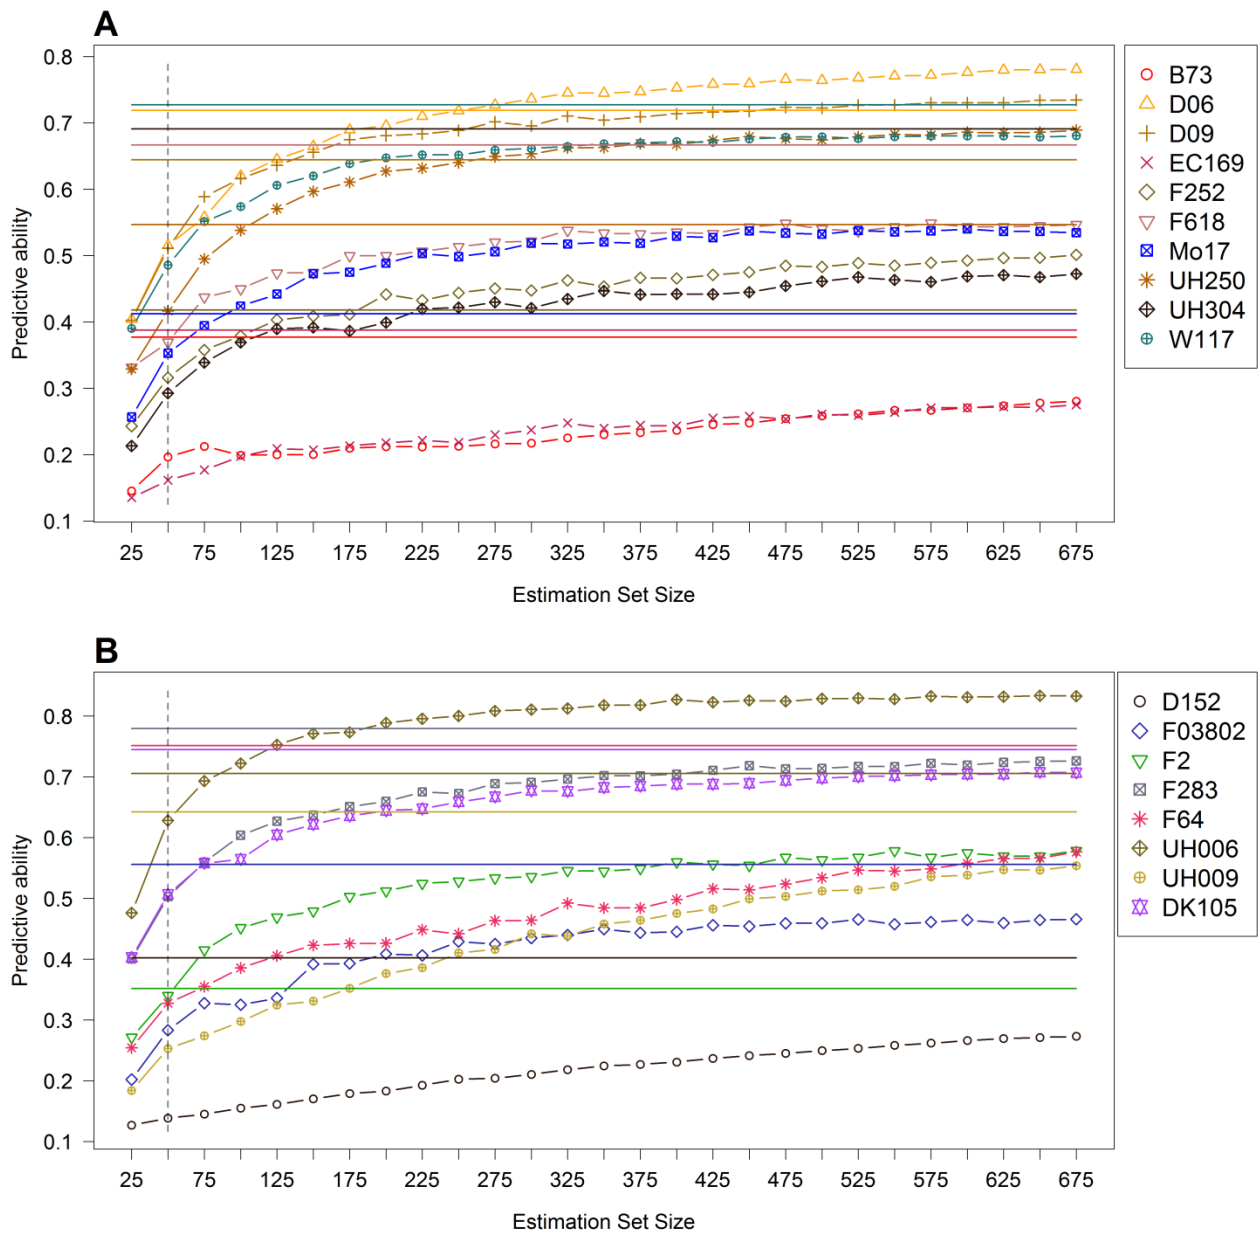 A
0.8
0.7
0.6
0.5
0.4
0.3
0.2
0.1
Predictive ability
25 75 125 175 225 275 325 375 425 475 525 575 625 675
Estimation Set Size
B73
D06
D09
EC169
F252
F618
Mo17
UH250
UH304
W117
B
0.8
0.7
0.6
0.5
0.4
0.3
0.2
0.1
Predictive ability
25 75 125 175 225 275 325 375 425 475 525 575 625 675
Estimation Set Size
D152
F03802
F2
F283
F64
UH006
UH009
DK105